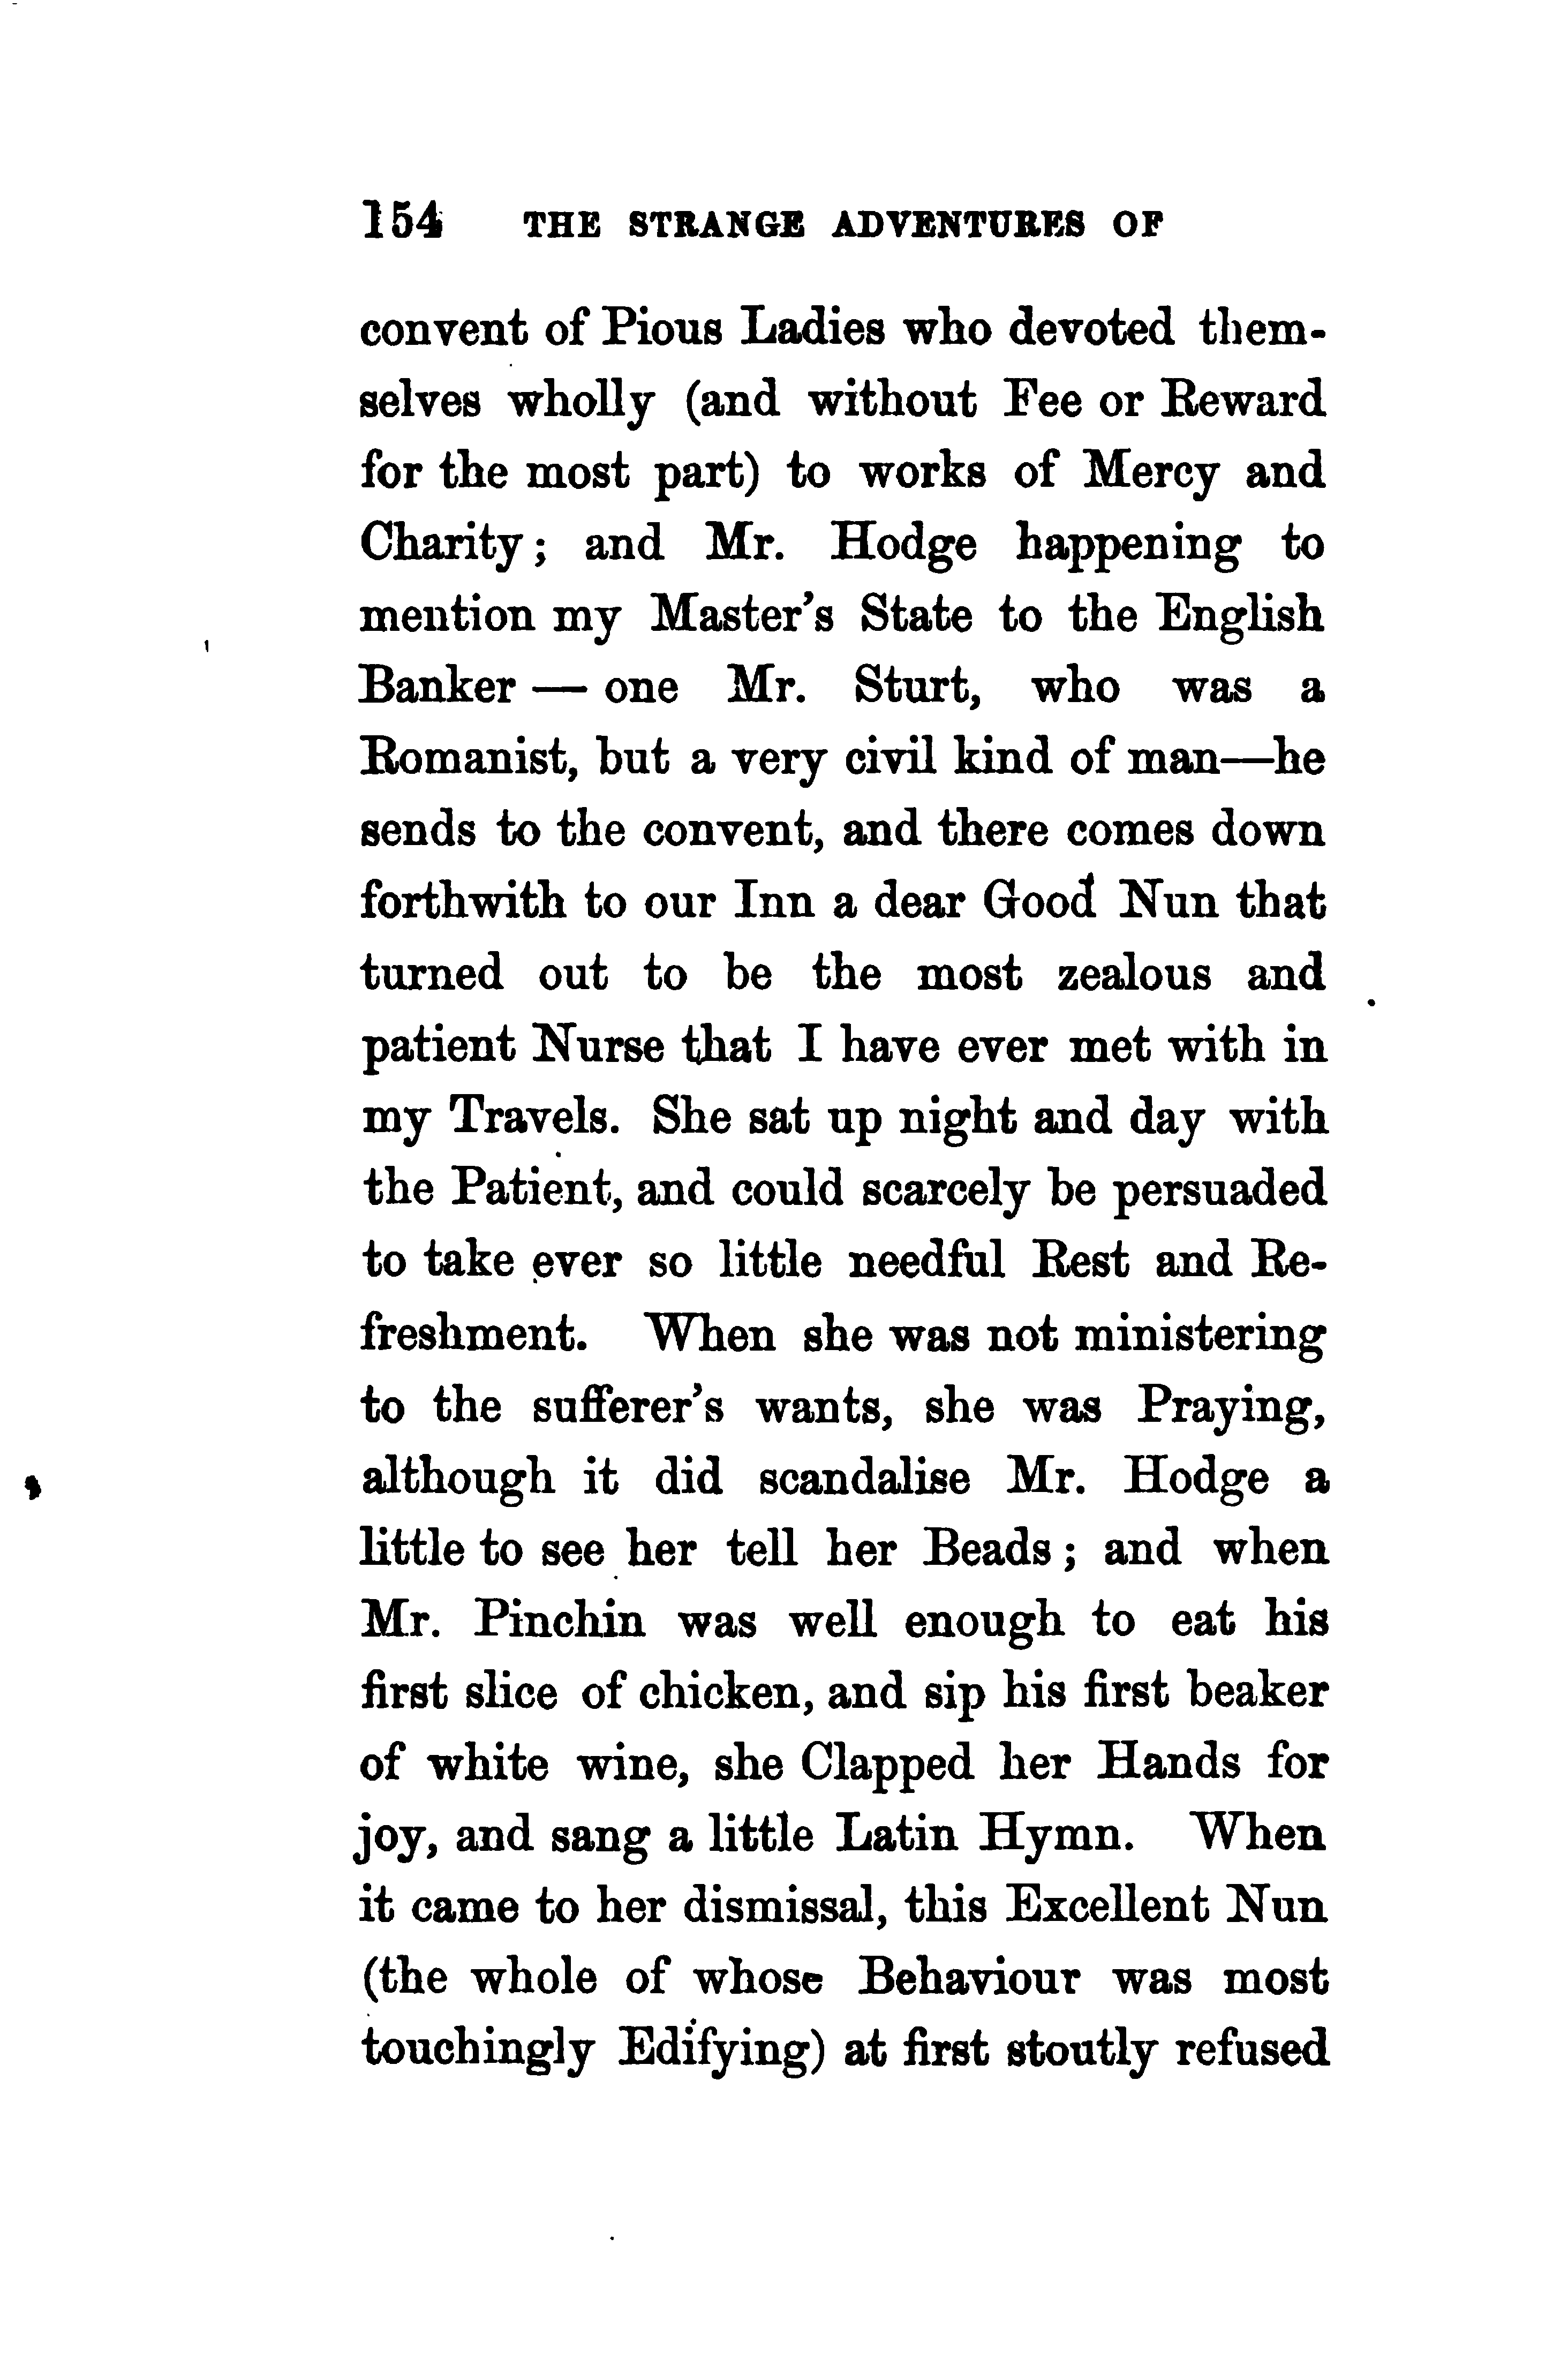 154 THE STRANGE ADVENTURES OF
convent of Pious Ladies who devoted them-
selves wholly (and without Fee or Reward
for the most part) to works of Mercy and
Charity; and Mr. Hodge happening to
mention my Master's State to the English
Banker — one Mr. Sturt, who was a
Romanist, but a very civil kind of man—he
sends to the convent, and there comes down
forthwith to our Inn a dear Good Nun that
turned out to be the most zealous and
patient Nurse that I have ever met with in
my Travels. She sat up night and day with
the Patient, and could scarcely be persuaded
to take ever so little needful Rest and Re-
freshment. When she was not ministering
to the sufferer's wants, she was Praying,
although it did scandalise Mr. Hodge a
little to see her tell her Beads; and when
Mr. Pinchin was well enough to eat his
first slice of chicken, and sip his first beaker
of white wine, she Clapped her Hands for
joy, and sang a little Latin Hymn. When
it came to her dismissal, this Excellent Nun
(the whole of whose Behaviour was most
touchingly Edifying) at first stoutly refused